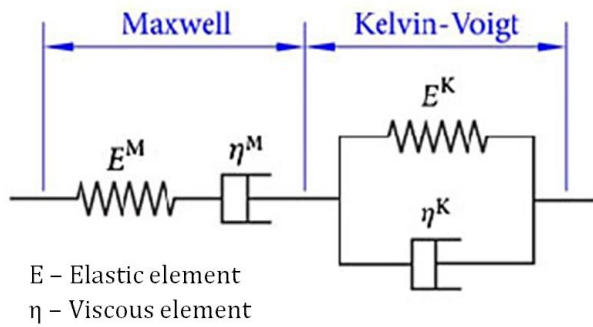 Maxwell Kelvin-Voigt
E^K
E^M η^M
η^K
E – Elastic element
η – Viscous element